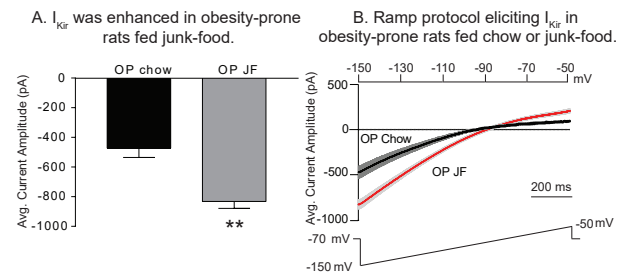 A. I Kir was enhanced in obesity-prone
rats fed junk-food.
OP chow OP JF
Avg. Current Amplitude (pA)
0
-200
-400
-600
-800
-1000
**
B. Ramp protocol eliciting I Kir in
obesity-prone rats fed chow or junk-food.
-150 -130 -110 -90 -70 -50
mV
Avg. Current Amplitude (pA)
500
0
-500
-1000
OP Chow
OP JF
200 ms
-50 mV
-70 mV
-150 mV